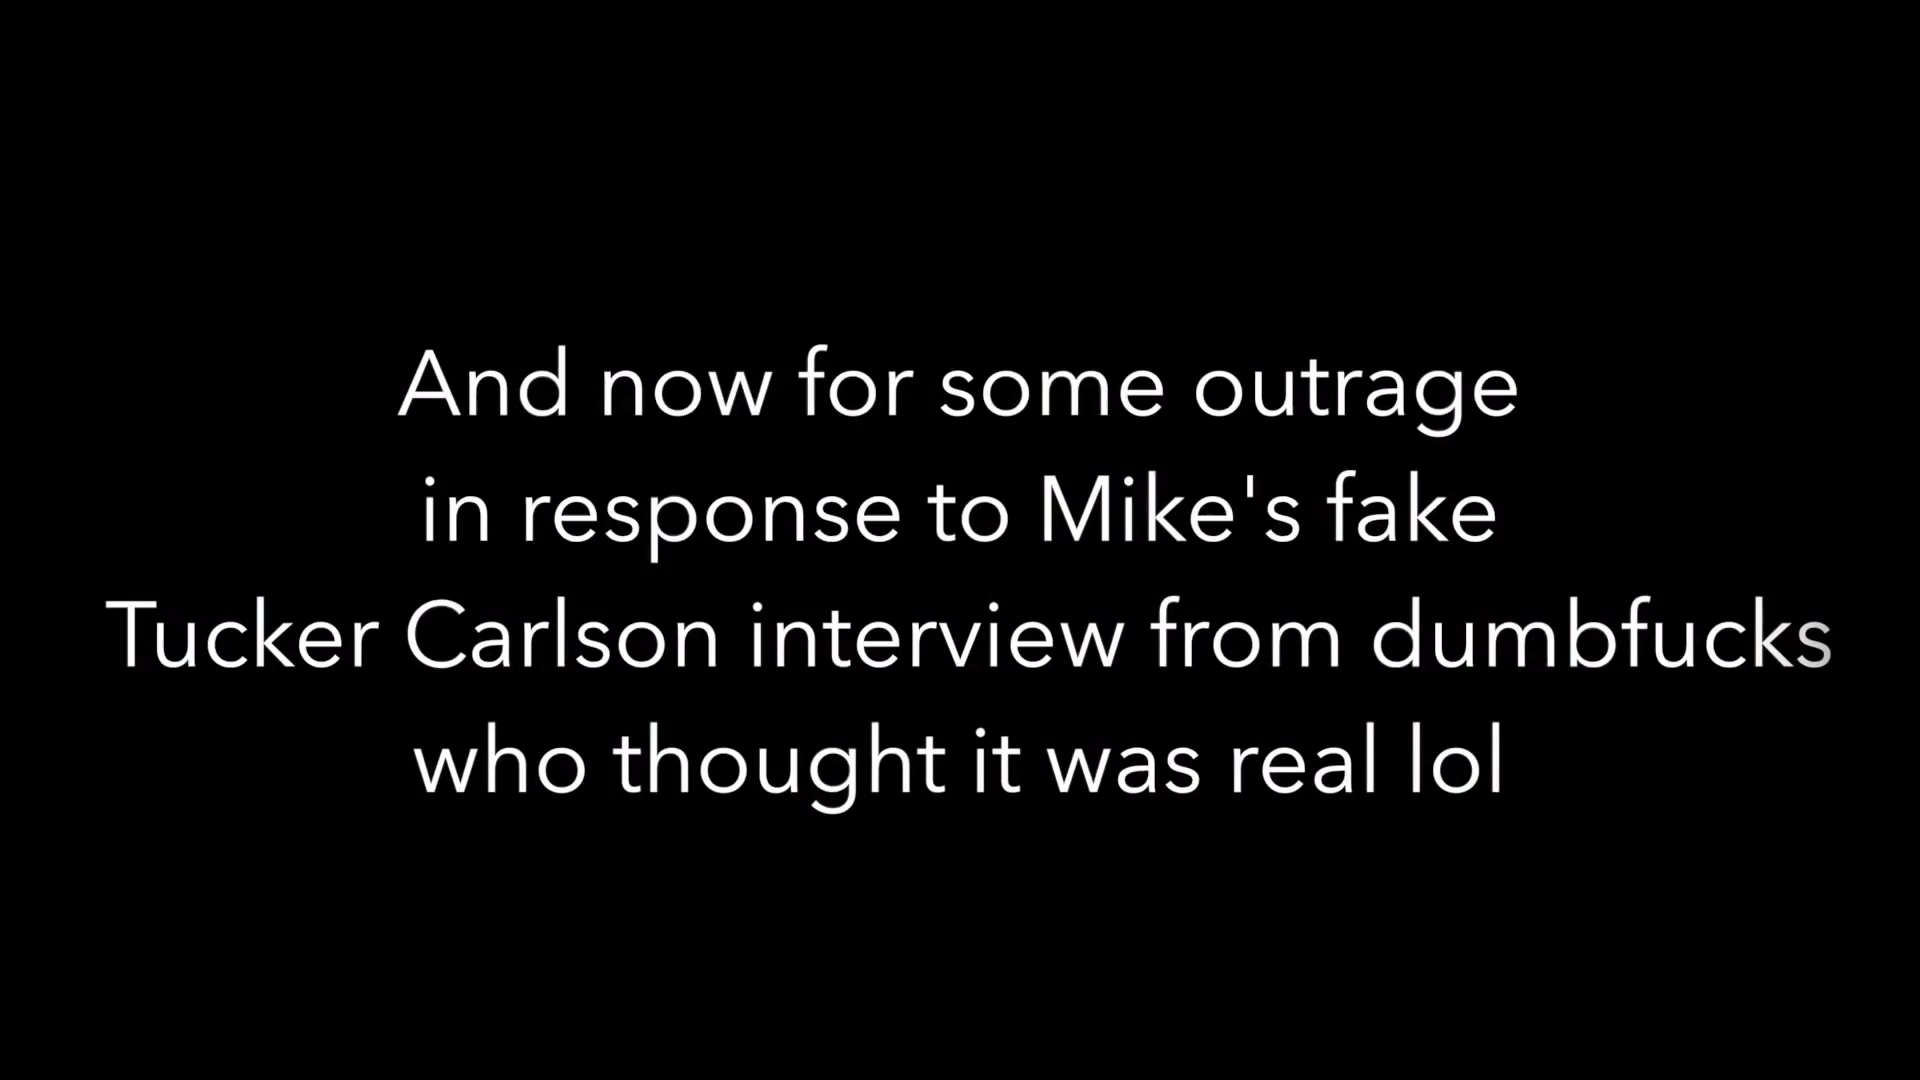 And now for some outrage
in response to Mike's fake
Tucker Carlson interview from dumbfucks
who thought it was real lol